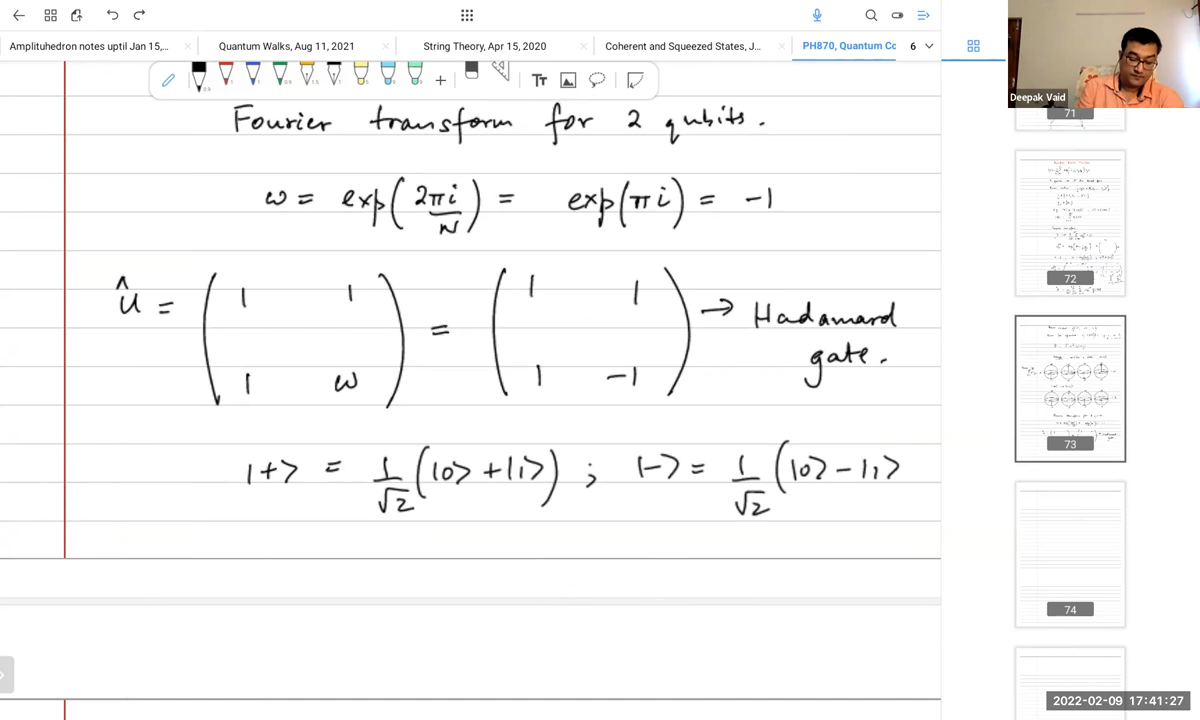 Amplituhedron notes uptil Jan 15,...
Quantum Walks, Aug 11, 2021
String Theory, Apr 15, 2020
Coherent and Squeezed States, J...
PH870, Quantum Cc
6
Tт
Deepak Vaid
Fourier transform for 2 qubits.
ω = exp(2πi/N) = exp(πi) = -1
Û = ( 1 1 ; 1 ω ) = ( 1 1 ; 1 -1 ) → Hadamard gate.
|+> = 1/√2 (|0> + |1>) ; |-> = 1/√2 (|0> - |1>
71
72
73
74
2022-02-09 17:41:27